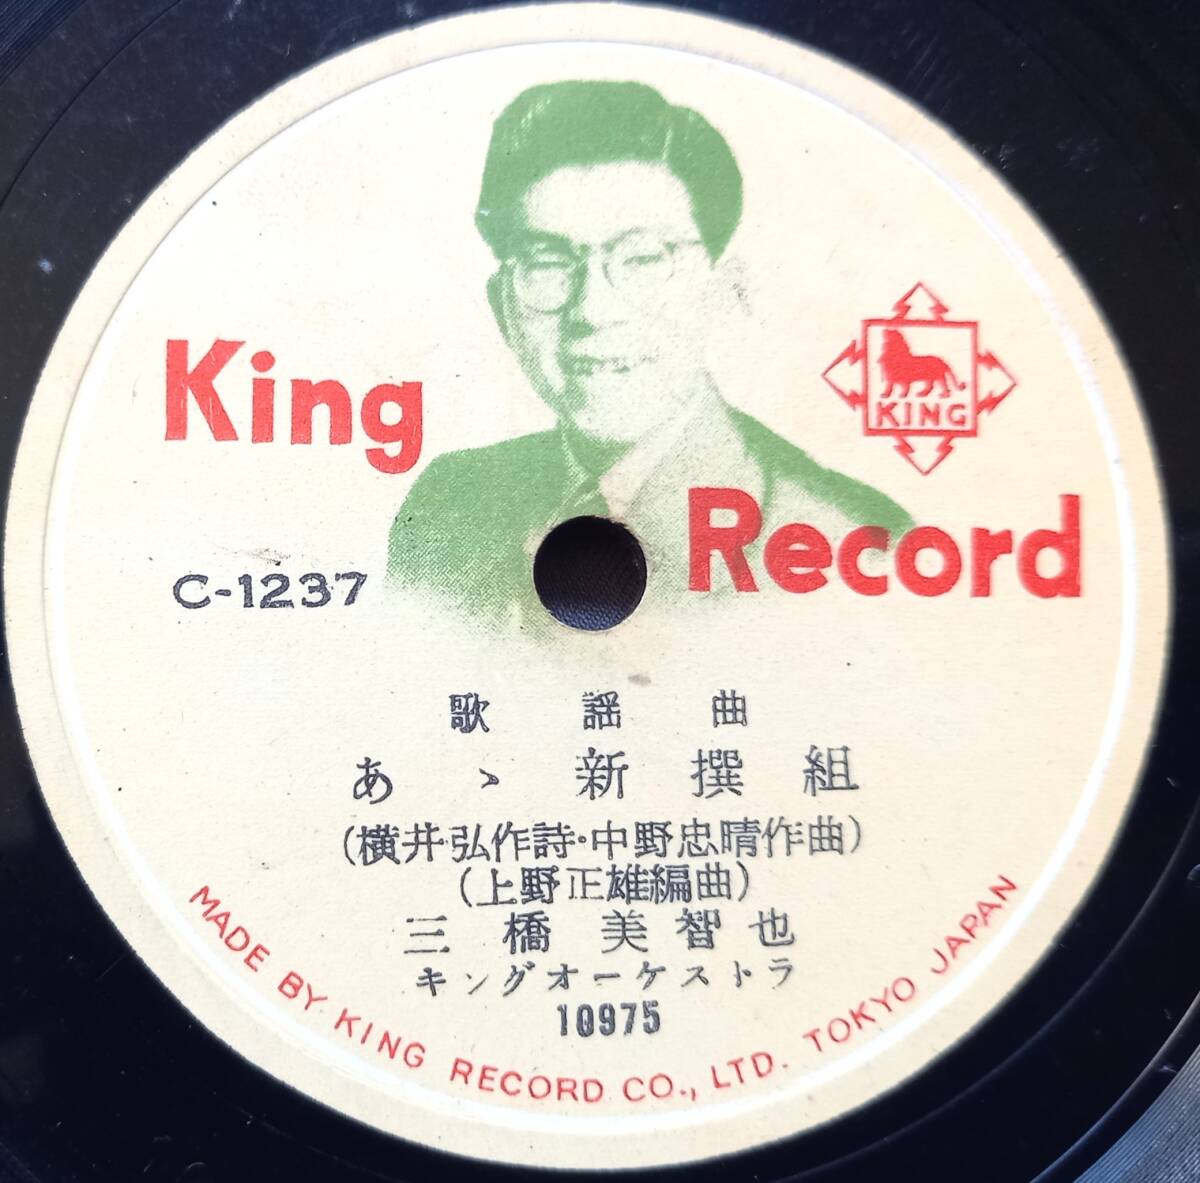 King
KING
Record
C-1237
歌謡曲
あゝ新撰組
(横井弘作詩・中野忠晴作曲)
(上野正雄編曲)
三橋美智也
キングオーケストラ
10975
MADE BY KING RECORD CO., LTD. TOKYO JAPAN